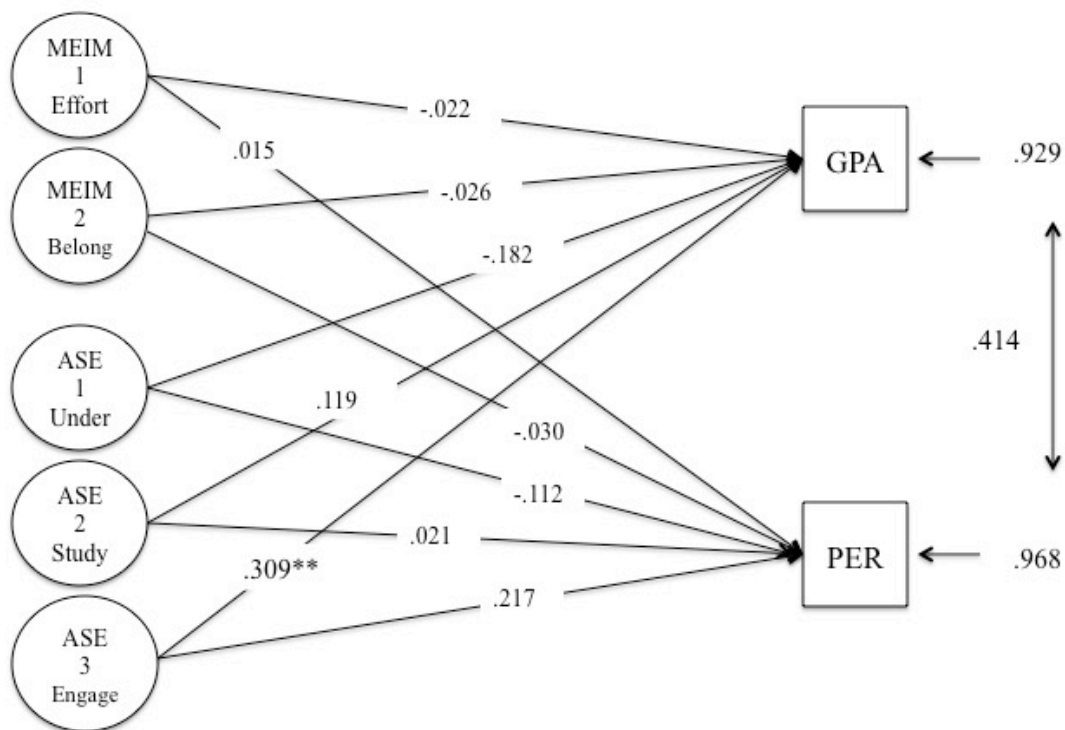 MEIM
1
Effort
MEIM
2
Belong
ASE
1
Under
ASE
2
Study
ASE
3
Engage
-.022
.015
-.026
-.182
.119
-.030
-.112
.021
.309**
.217
GPA
.929
.414
PER
.968